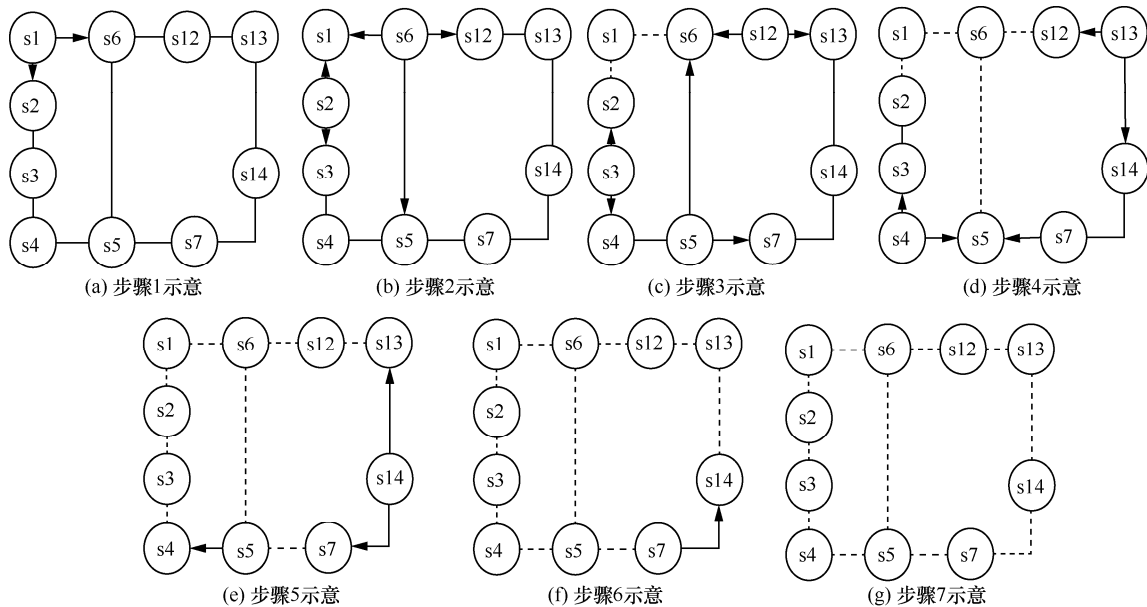 s1 s6 s12 s13
s2
s3 s14
s4 s5 s7
(a) 步骤1示意
s1 s6 s12 s13
s2
s3 s14
s4 s5 s7
(b) 步骤2示意
s1 s6 s12 s13
s2
s3 s14
s4 s5 s7
(c) 步骤3示意
s1 s6 s12 s13
s2
s3 s14
s4 s5 s7
(d) 步骤4示意
s1 s6 s12 s13
s2
s3 s14
s4 s5 s7
(e) 步骤5示意
s1 s6 s12 s13
s2
s3 s14
s4 s5 s7
(f) 步骤6示意
s1 s6 s12 s13
s2
s3 s14
s4 s5 s7
(g) 步骤7示意